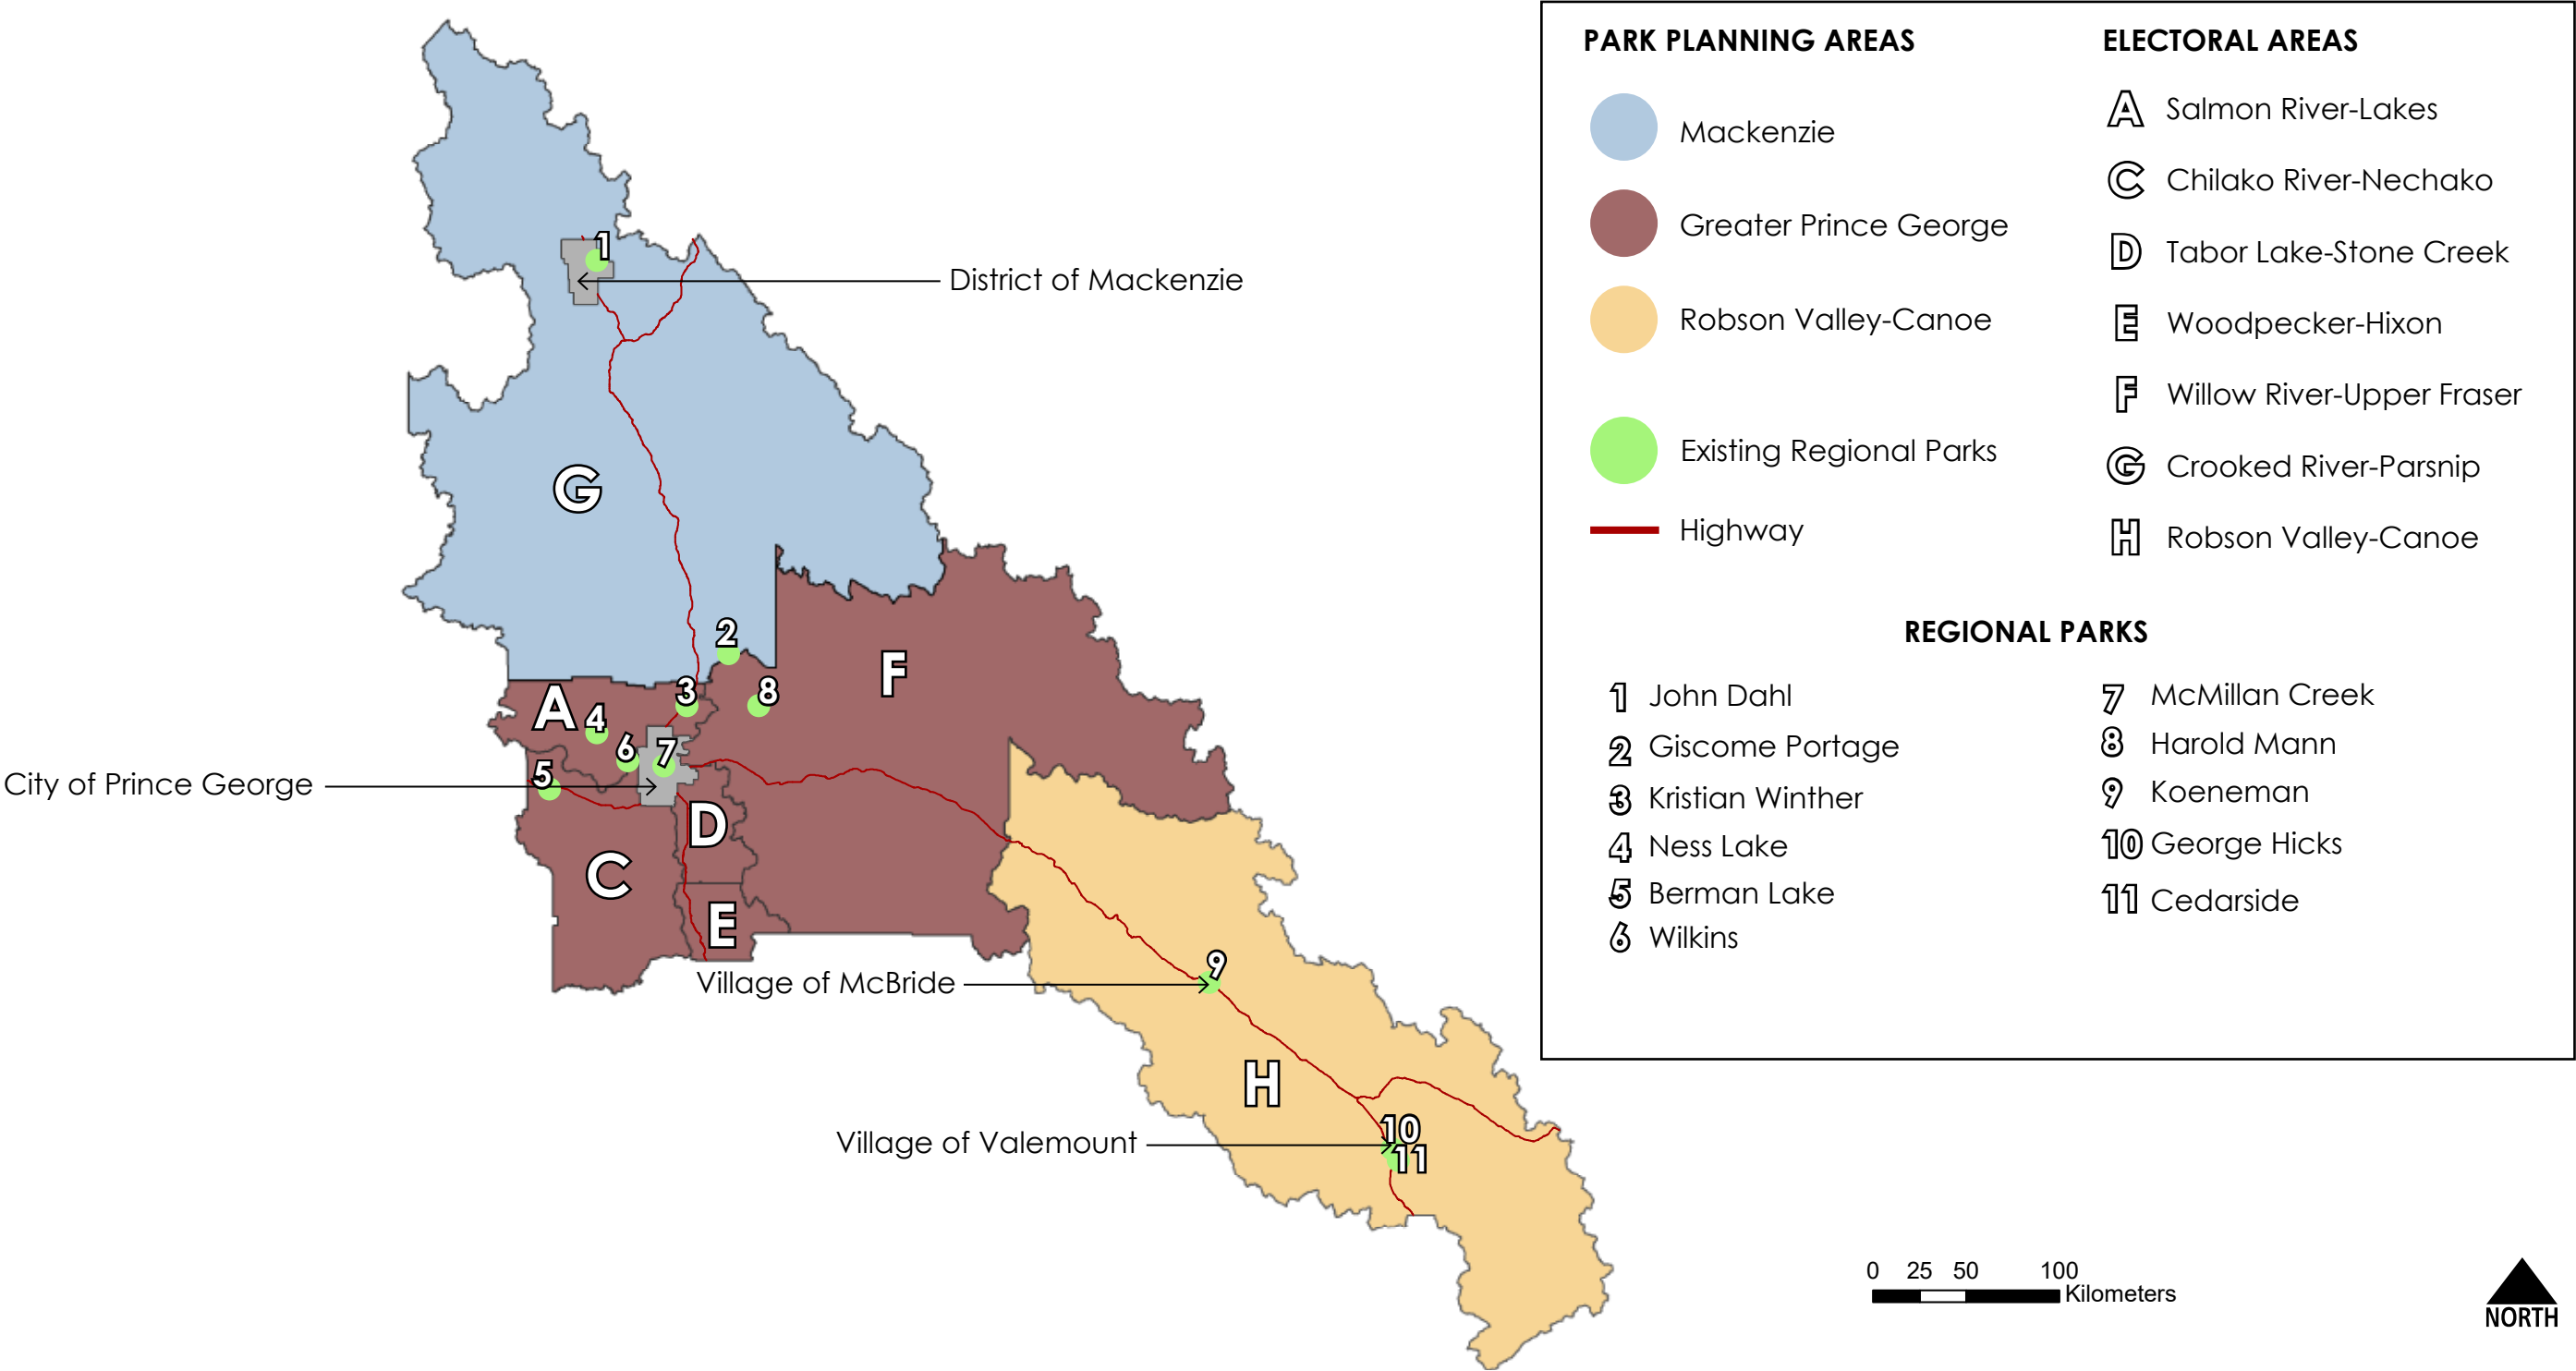 1
District of Mackenzie
G
2
F
3
8
A
4
6
7
5
City of Prince George
D
C
E
9
Village of McBride
H
10
Village of Valemount
11
PARK PLANNING AREAS
Mackenzie
Greater Prince George
Robson Valley-Canoe
Existing Regional Parks
Highway
ELECTORAL AREAS
A Salmon River-Lakes
C Chilako River-Nechako
D Tabor Lake-Stone Creek
E Woodpecker-Hixon
F Willow River-Upper Fraser
G Crooked River-Parsnip
H Robson Valley-Canoe
REGIONAL PARKS
1 John Dahl
2 Giscome Portage
3 Kristian Winther
4 Ness Lake
5 Berman Lake
6 Wilkins
7 McMillan Creek
8 Harold Mann
9 Koeneman
10 George Hicks
11 Cedarside
0 25 50 100
Kilometers
NORTH